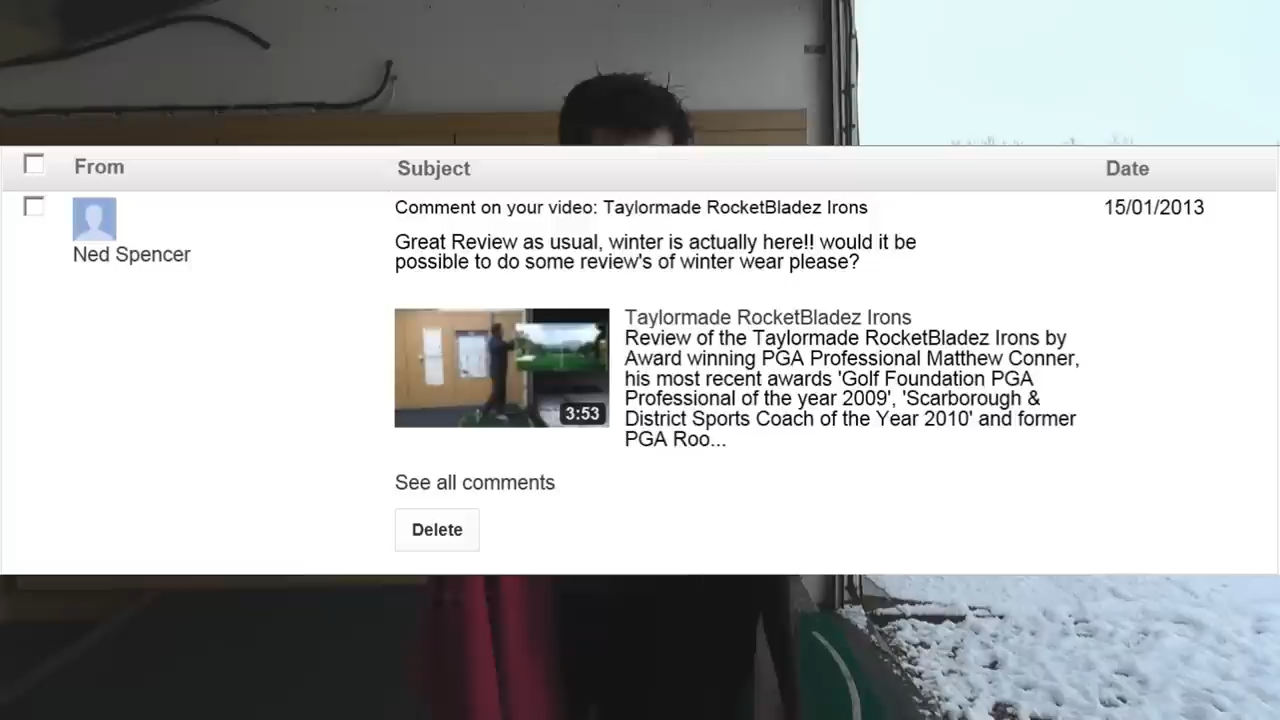 From Subject Date
Comment on your video: Taylormade RocketBladez Irons 15/01/2013
Ned Spencer
Great Review as usual, winter is actually here!! would it be
possible to do some review's of winter wear please?
3:53
Taylormade RocketBladez Irons
Review of the Taylormade RocketBladez Irons by
Award winning PGA Professional Matthew Conner,
his most recent awards 'Golf Foundation PGA
Professional of the year 2009', 'Scarborough &
District Sports Coach of the Year 2010' and former
PGA Roo...
See all comments
Delete